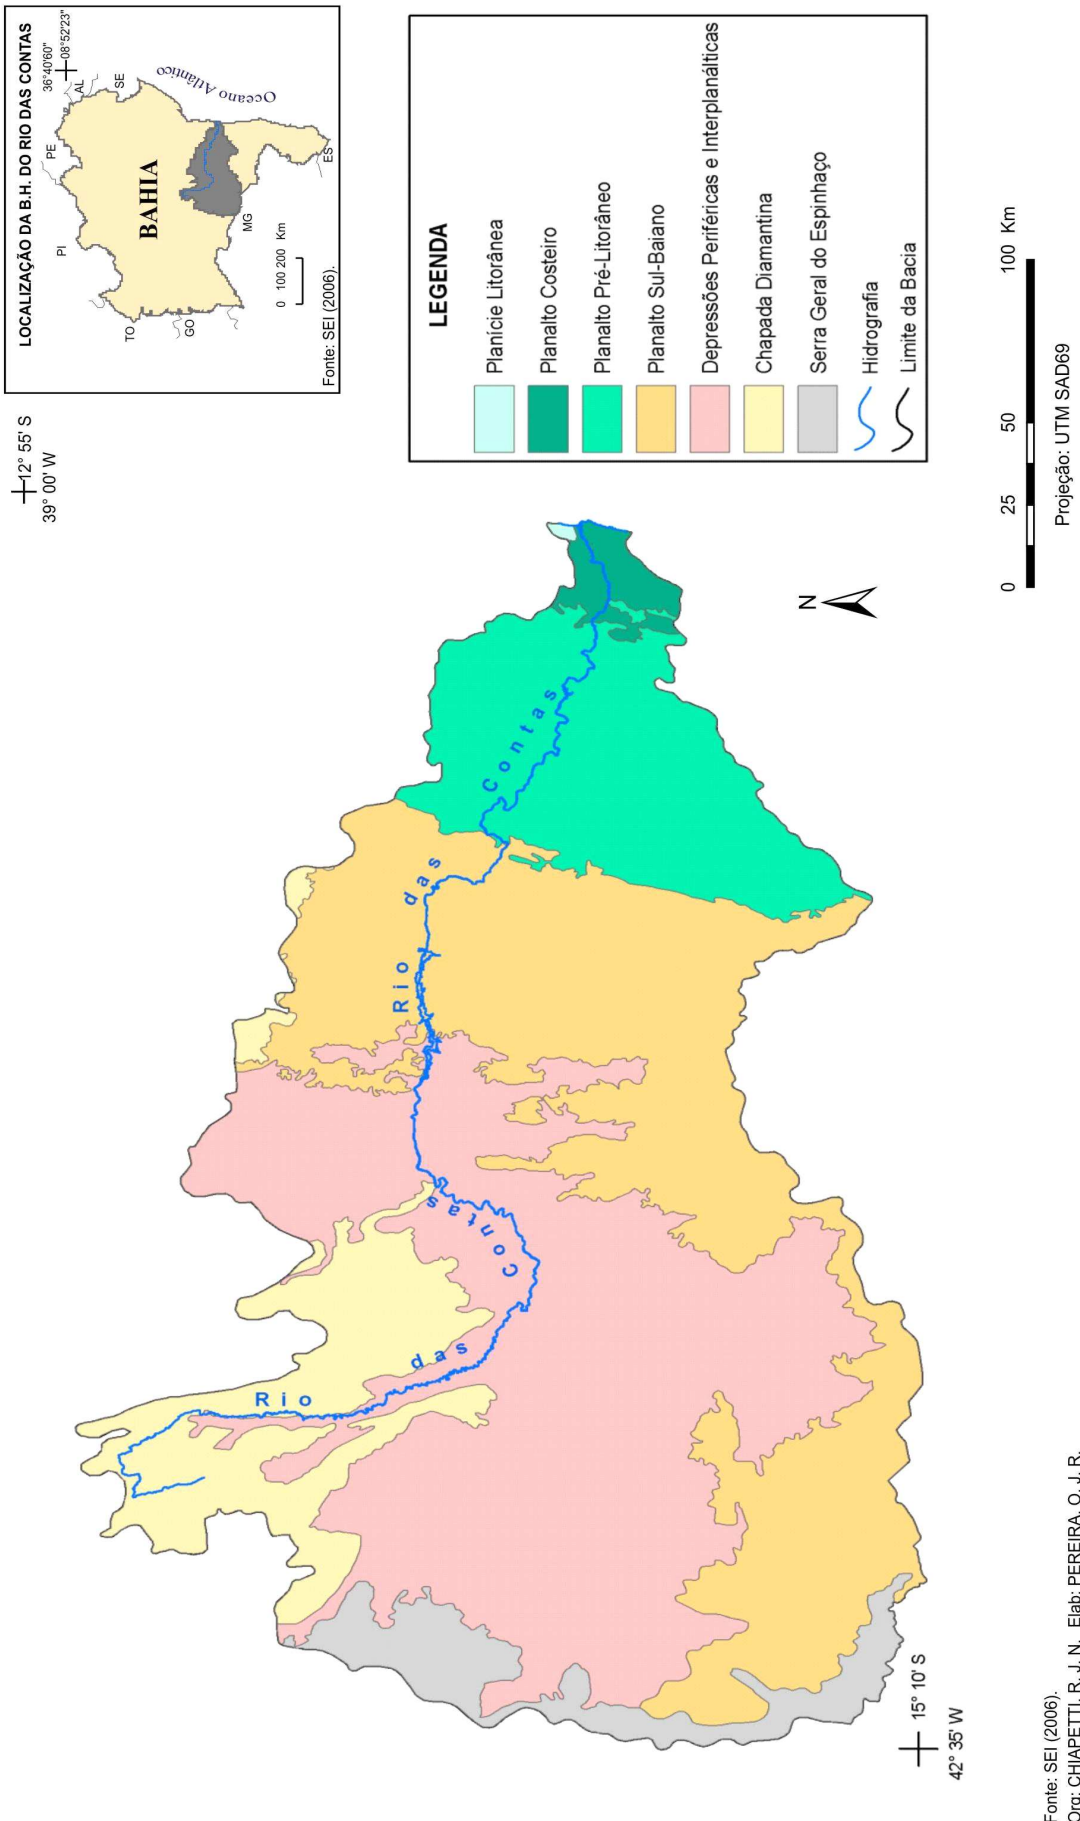 LOCALIZAÇÃO DA B.H. DO RIO DAS CONTAS
36°40'60"
08°52'23"
PI
PE
AL
SE
TO
GO
MG
ES
BAHIA
Oceano Atlântico
0 100 200 Km
Fonte: SEI (2006).
12° 55' S
39° 00' W
LEGENDA
Planície Litorânea
Planalto Costeiro
Planalto Pré-Litorâneo
Planalto Sul-Baiano
Depressões Periféricas e Interplanálticas
Chapada Diamantina
Serra Geral do Espinhaço
Hidrografia
Limite da Bacia
Rio das Contas
Rio das Contas
N
15° 10' S
42° 35' W
0 25 50 100 Km
Projeção: UTM SAD69
Fonte: SEI (2006).
Org: CHIAPETTI, R. J. N. Elab: PEREIRA, O. J. R.